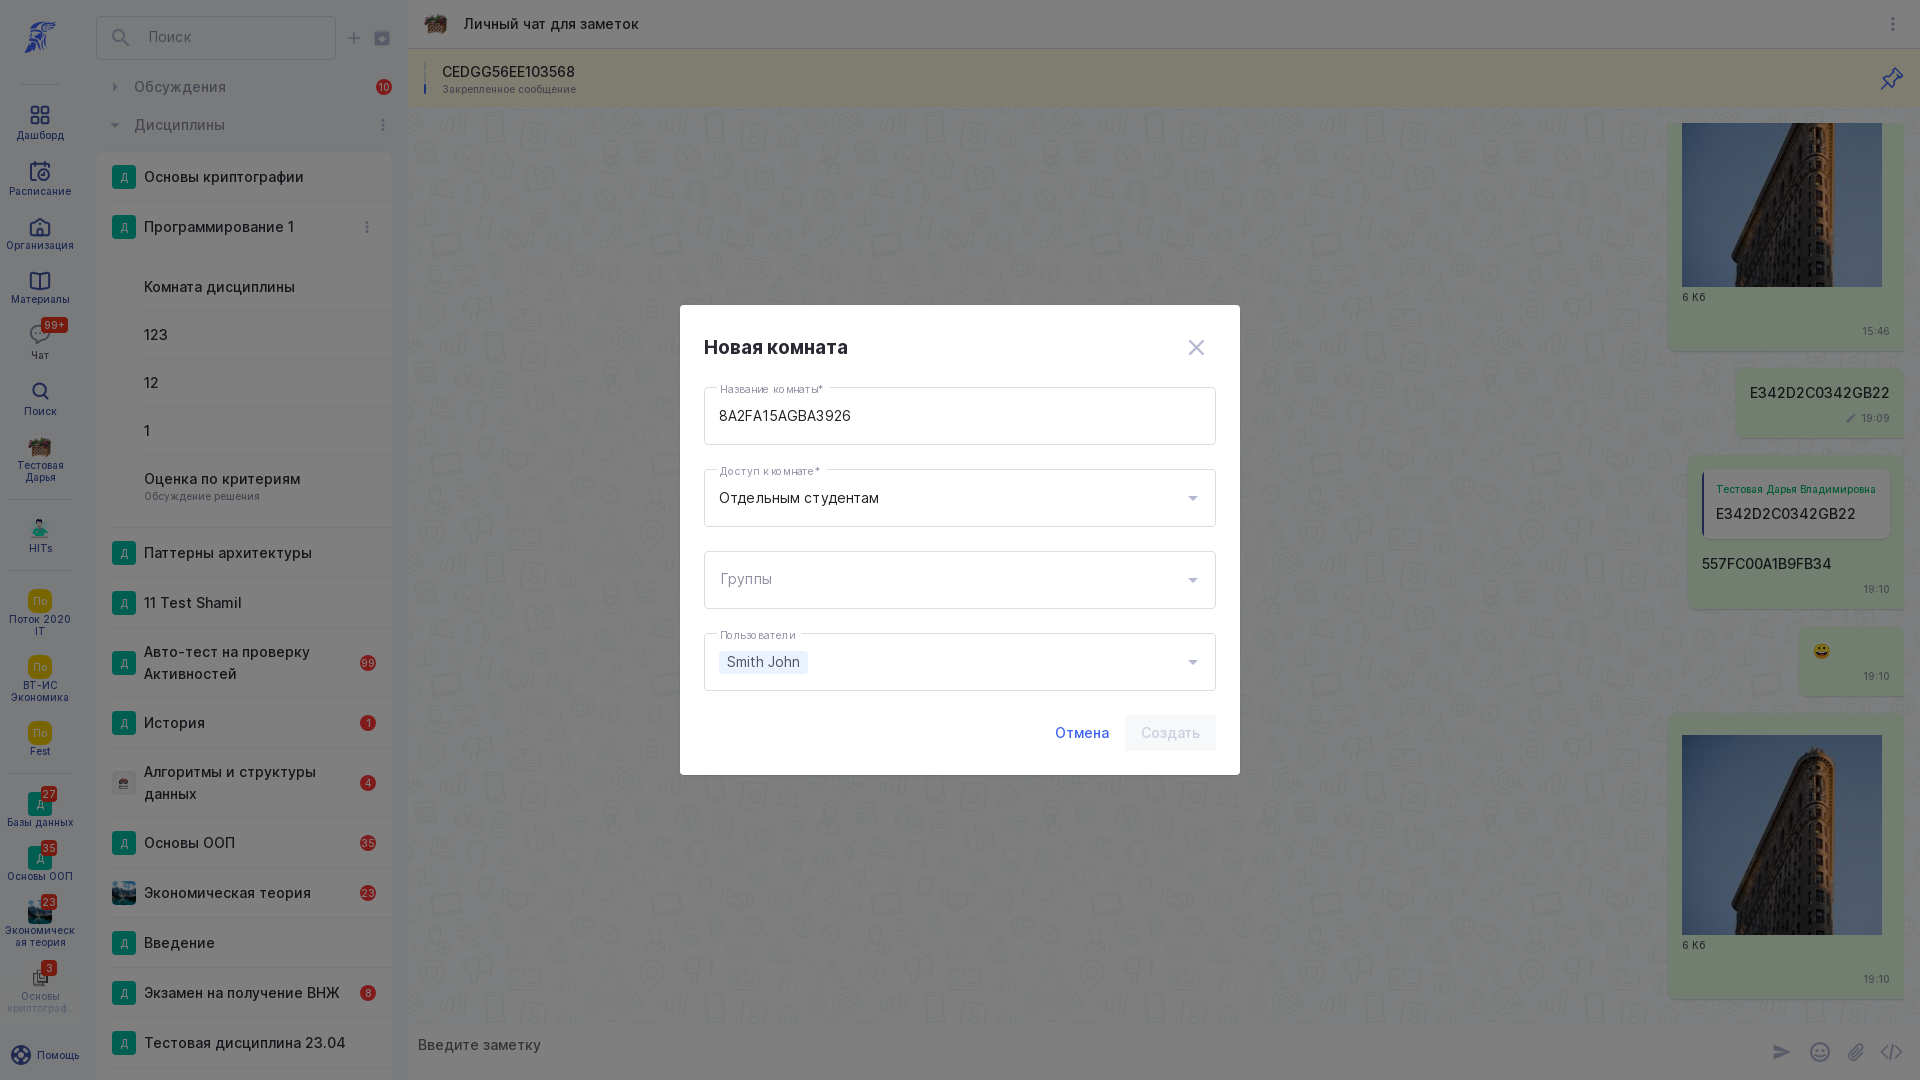 Дашборд
Расписание
Организация
Материалы
99+
Чат
Поиск
Тестовая
Дарья
HITs
По
Поток 2020
IT
По
ВТ-ИС
Экономика
По
Fest
27
Д
Базы данных
35
Д
Основы ООП
23
Экономическ
ая теория
3
Основы
криптограф...
Помощь
Поиск
Обсуждения
10
Дисциплины
Д
Основы криптографии
Д
Программирование 1
Комната дисциплины
123
12
1
Оценка по критериям
Обсуждение решения
Д
Паттерны архитектуры
Д
11 Test Shamil
Д
Авто-тест на проверку
Активностей
99
Д
История
1
Алгоритмы и структуры
данных
4
Д
Основы ООП
35
Экономическая теория
23
Д
Введение
Д
Экзамен на получение ВНЖ
8
Д
Тестовая дисциплина 23.04
Личный чат для заметок
CEDGG56EE103568
Закрепленное сообщение
6 Кб
15:46
E342D2C0342GB22
19:09
Тестовая Дарья Владимировна
E342D2C0342GB22
557FC00A1B9FB34
19:10
19:10
6 Кб
19:10
Введите заметку
Новая комната
Название комнаты*
8A2FA15AGBA3926
Доступ к комнате*
Отдельным студентам
Группы
Пользователи
Smith John
Отмена
Создать